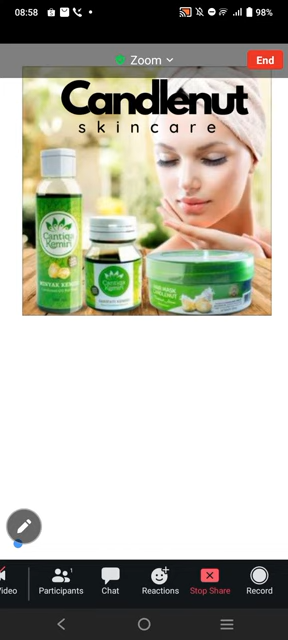 08:58
98%
Zoom
End
Candlenut
skincare
Cantiqa
Kemiri
MINYAK KEMIRI
Cantiqa
Kemiri
Video
Participants
1
Chat
Reactions
Stop Share
Record